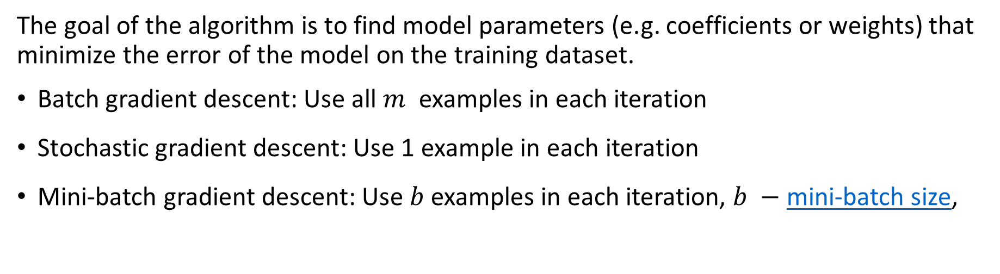 The goal of the algorithm is to find model parameters (e.g. coefficients or weights) that
minimize the error of the model on the training dataset.
• Batch gradient descent: Use all m examples in each iteration
• Stochastic gradient descent: Use 1 example in each iteration
• Mini-batch gradient descent: Use b examples in each iteration, b − mini-batch size,